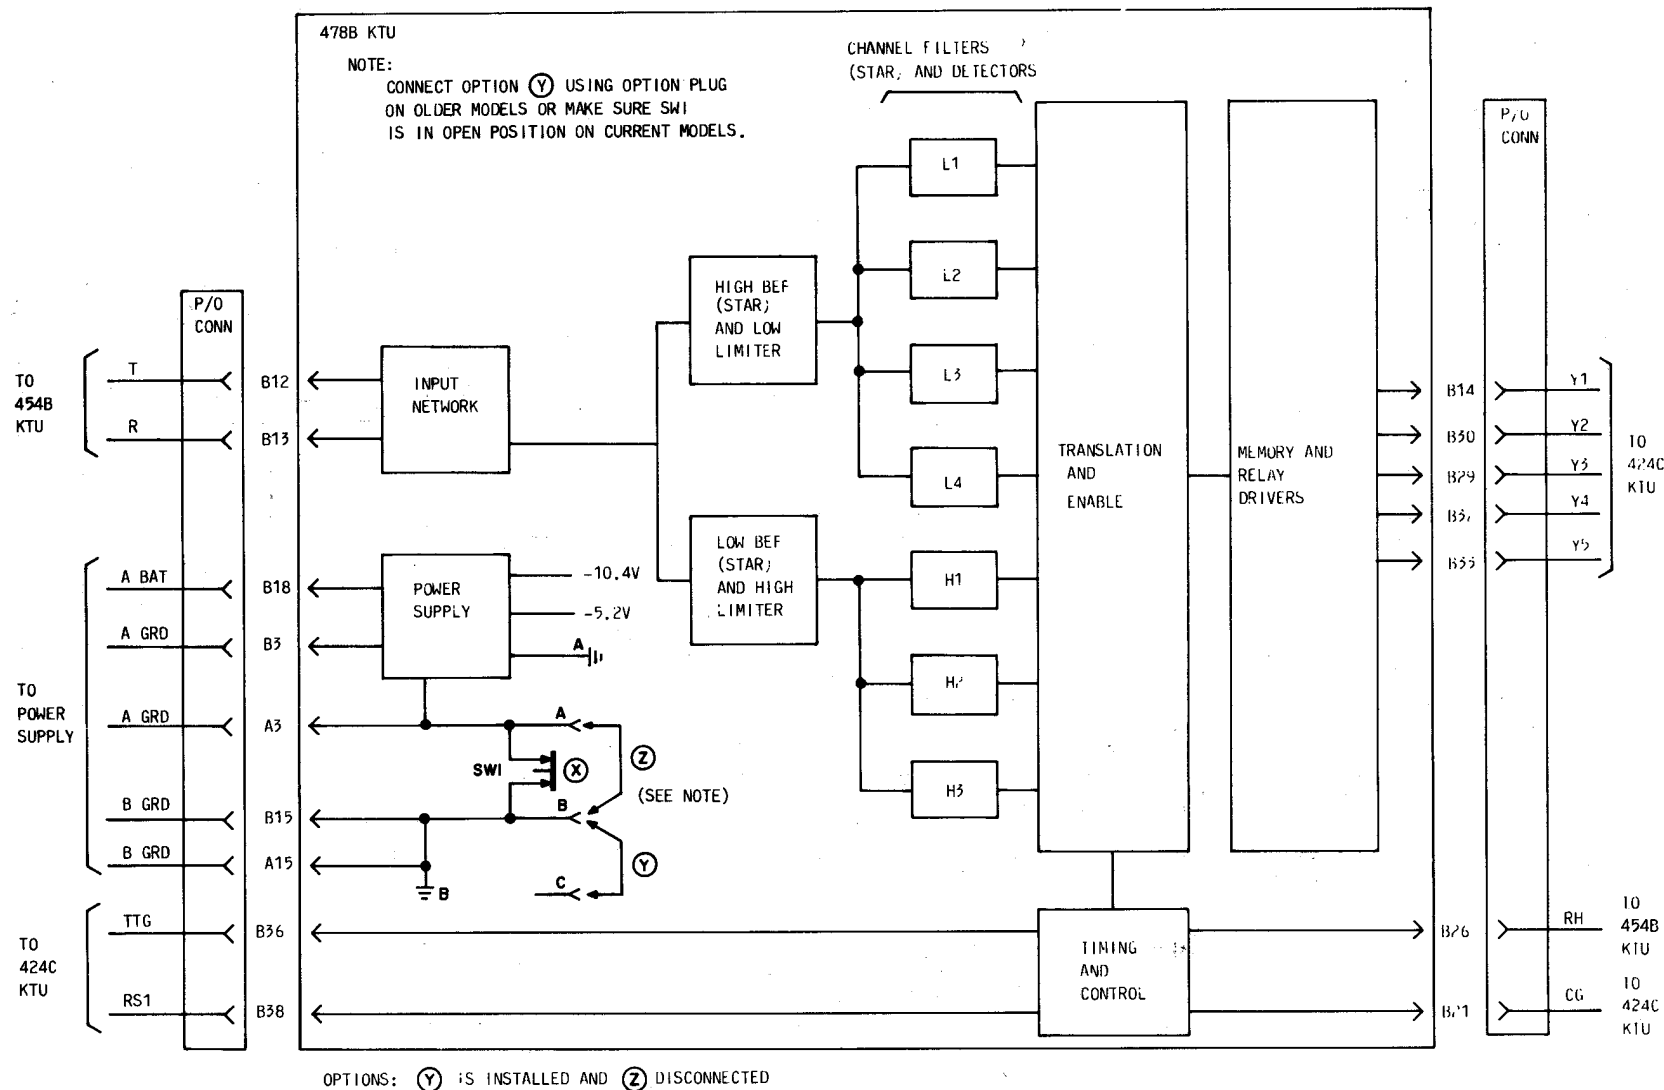 478B KTU
NOTE:
CONNECT OPTION Ⓨ USING OPTION PLUG
ON OLDER MODELS OR MAKE SURE SWI
IS IN OPEN POSITION ON CURRENT MODELS.
CHANNEL FILTERS
(STAR) AND DETECTORS
P/O
CONN
TO
454B
KTU
T
R
B12
B13
INPUT
NETWORK
HIGH BEF
(STAR)
AND LOW
LIMITER
LOW BEF
(STAR)
AND HIGH
LIMITER
L1
L2
L3
L4
H1
H2
H3
TRANSLATION
AND
ENABLE
MEMORY AND
RELAY
DRIVERS
P/O
CONN
B14
B30
B29
Y1
Y2
Y3
Y4
Y5
TO
424C
KTU
TO
POWER
SUPPLY
A BAT
A GRD
A GRD
B GRD
B GRD
B18
B3
A3
B15
A15
POWER
SUPPLY
-10.4V
-5.2V
A
A
SWI
Ⓧ
Ⓩ
(SEE NOTE)
B
Ⓨ
C
B
TO
424C
KTU
TTG
RS1
B36
B38
TIMING
AND
CONTROL
B26
B21
RH
CG
TO
454B
KTU
TO
424C
KTU
OPTIONS: Ⓨ IS INSTALLED AND Ⓩ DISCONNECTED